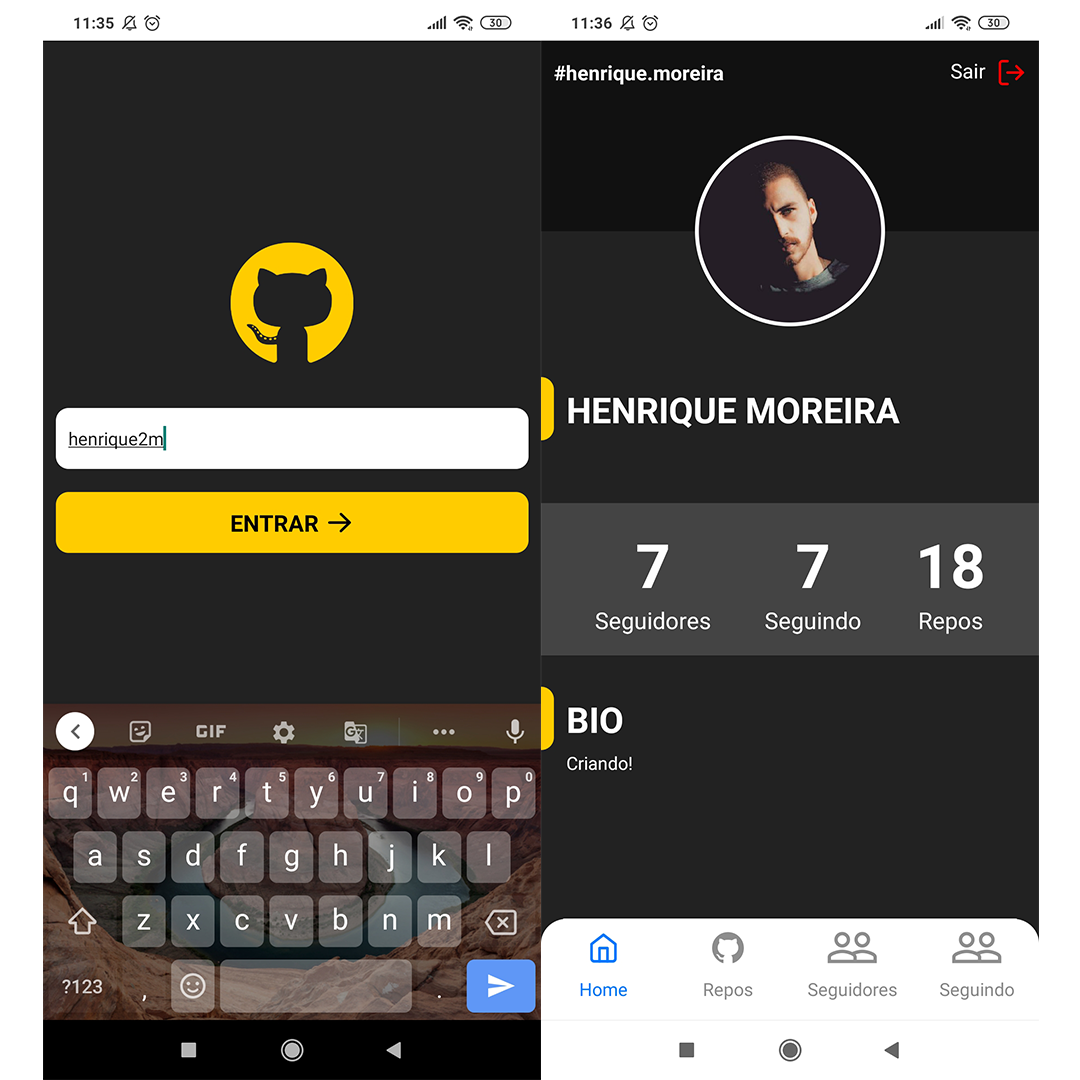 11:35
30
henrique2m
ENTRAR
GIF
G
q1 w2 e3 r4 t5 y6 u7 i8 o9 p0
a s d f g h j k l
z x c v b n m
?123 , .
11:36
30
#henrique.moreira
Sair
HENRIQUE MOREIRA
7 7 18
Seguidores Seguindo Repos
BIO
Criando!
Home Repos Seguidores Seguindo